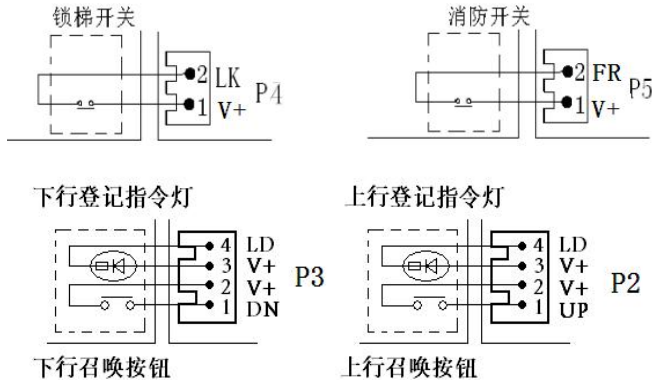 锁梯开关
2 LK
1 V+
P4
消防开关
2 FR
1 V+
P5
下行登记指令灯
4 LD
3 V+
2 V+
1 DN
P3
下行召唤按钮
上行登记指令灯
4 LD
3 V+
2 V+
1 UP
P2
上行召唤按钮